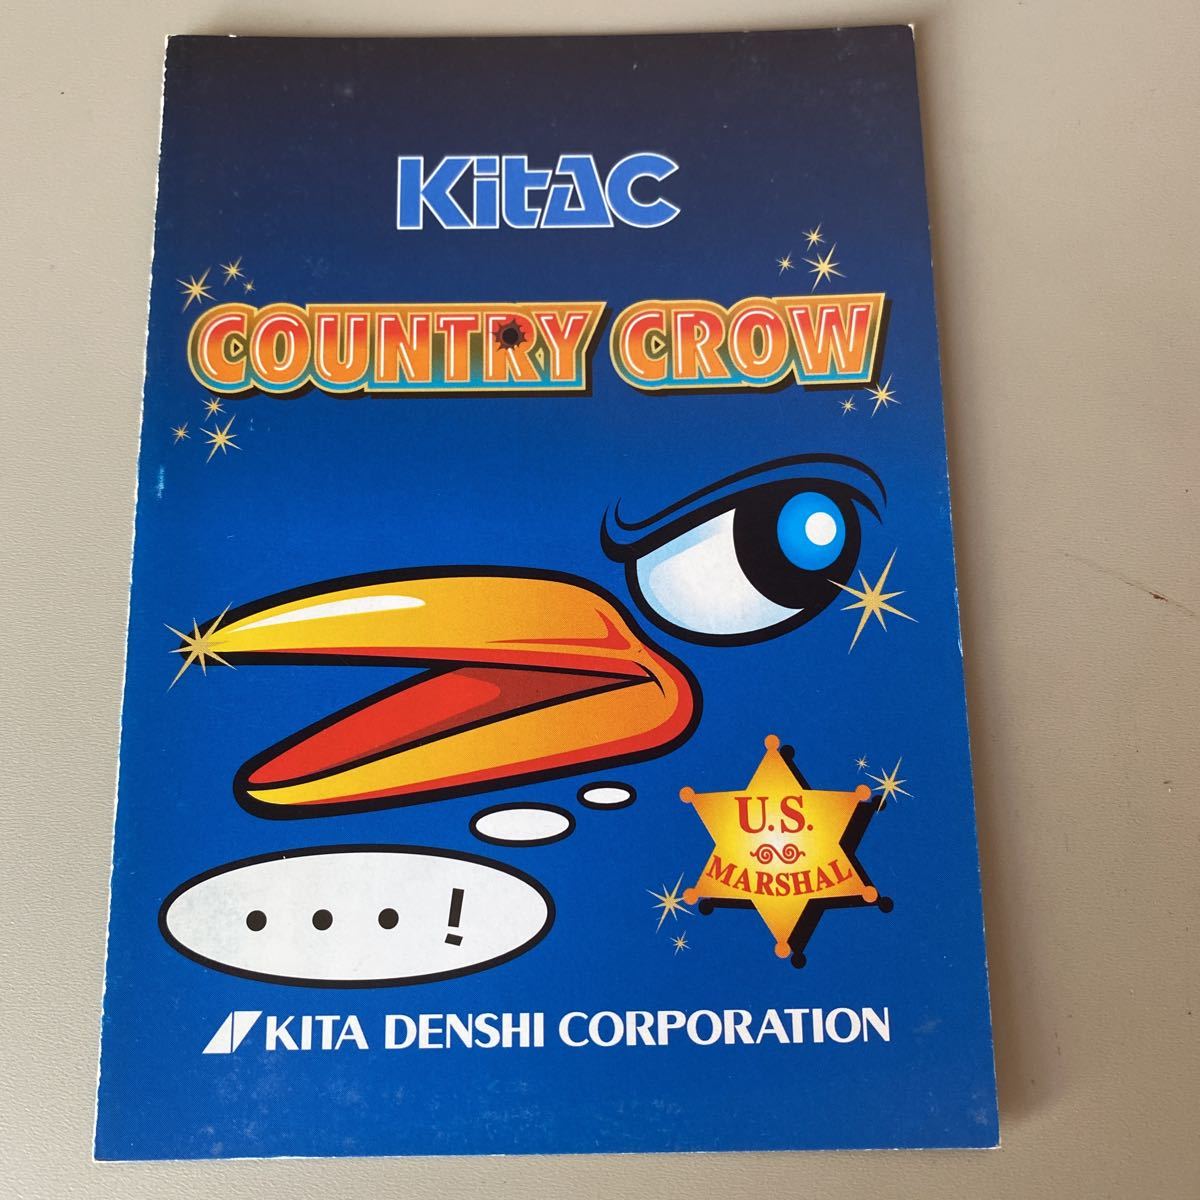 KitAC
COUNTRY CROW
U.S.
MARSHAL
•••!
KITA DENSHI CORPORATION